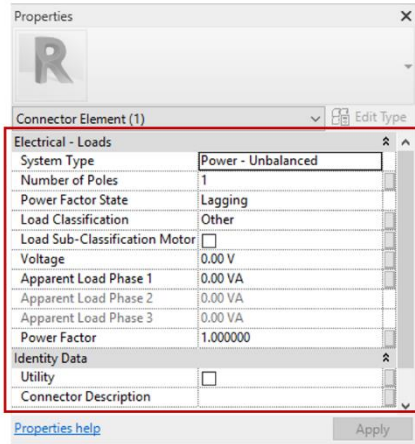 Properties
R
Connector Element (1) Edit Type
Electrical - Loads
System Type Power - Unbalanced
Number of Poles 1
Power Factor State Lagging
Load Classification Other
Load Sub-Classification Motor
Voltage 0.00 V
Apparent Load Phase 1 0.00 VA
Apparent Load Phase 2 0.00 VA
Apparent Load Phase 3 0.00 VA
Power Factor 1.000000
Identity Data
Utility
Connector Description
Properties help Apply